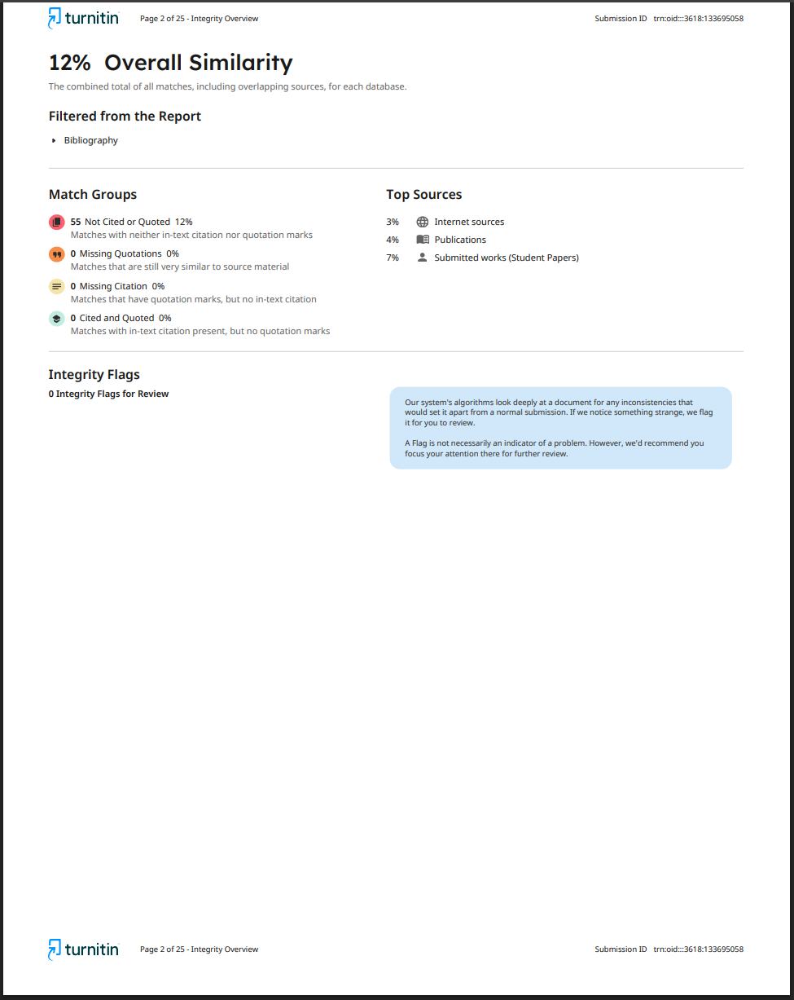 turnitin Page 2 of 25 - Integrity Overview Submission ID trn:oid:::3618:133695058
12% Overall Similarity
The combined total of all matches, including overlapping sources, for each database.
Filtered from the Report
Bibliography
Match Groups
55 Not Cited or Quoted 12%
Matches with neither in-text citation nor quotation marks
0 Missing Quotations 0%
Matches that are still very similar to source material
0 Missing Citation 0%
Matches that have quotation marks, but no in-text citation
0 Cited and Quoted 0%
Matches with in-text citation present, but no quotation marks
Top Sources
3% Internet sources
4% Publications
7% Submitted works (Student Papers)
Integrity Flags
0 Integrity Flags for Review
Our system's algorithms look deeply at a document for any inconsistencies that
would set it apart from a normal submission. If we notice something strange, we flag
it for you to review.
A Flag is not necessarily an indicator of a problem. However, we'd recommend you
focus your attention there for further review.
turnitin Page 2 of 25 - Integrity Overview Submission ID trn:oid:::3618:133695058